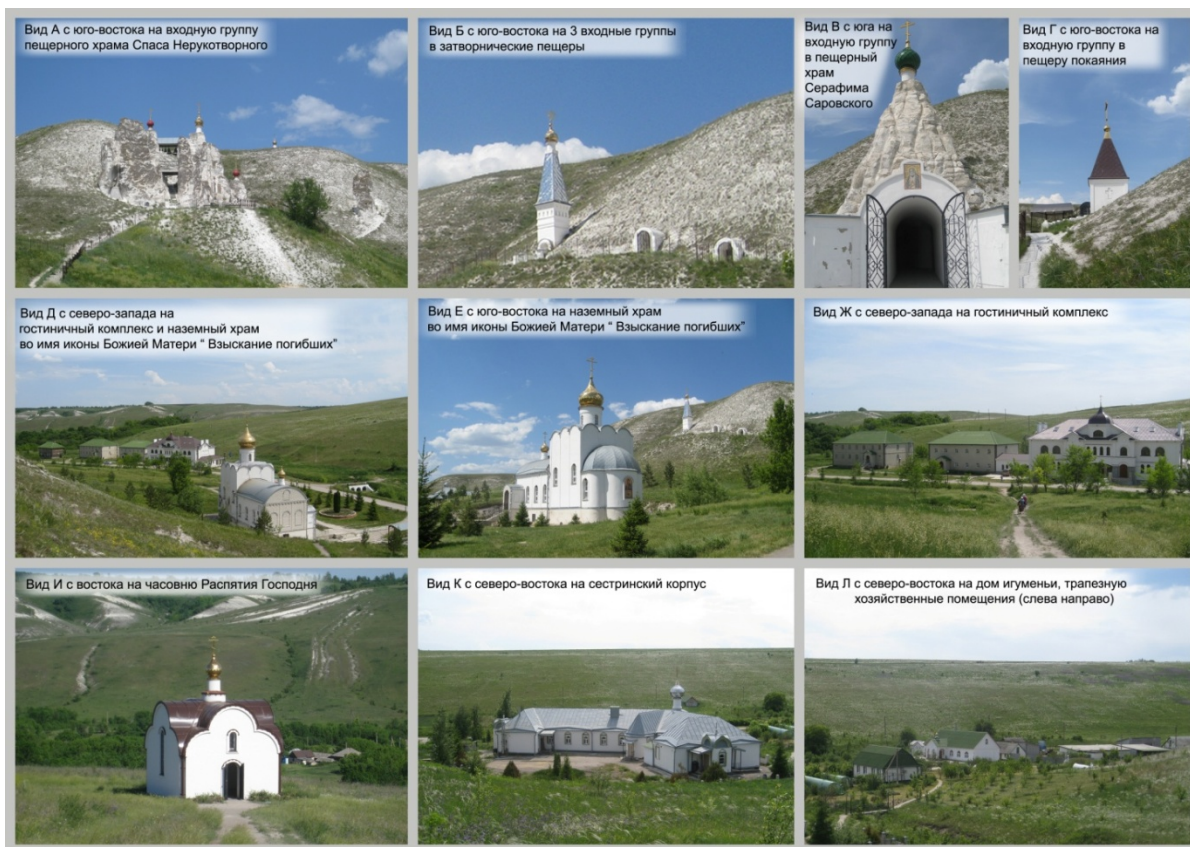 Вид А с юго-востока на входную группу
пещерного храма Спаса Нерукотворного
Вид Б с юго-востока на 3 входные группы
в затворнические пещеры
Вид В с юга на
входную группу
в пещерный
храм
Серафима
Саровского
Вид Г с юго-востока на
входную группу в
пещеру покаяния
Вид Д с северо-запада на
гостиничный комплекс и наземный храм
во имя иконы Божией Матери “ Взыскание погибших”
Вид Е с юго-востока на наземный храм
во имя иконы Божией Матери “ Взыскание погибших”
Вид Ж с северо-запада на гостиничный комплекс
Вид И с востока на часовню Распятия Господня
Вид К с северо-востока на сестринский корпус
Вид Л с северо-востока на дом игуменьи, трапезную
хозяйственные помещения (слева направо)